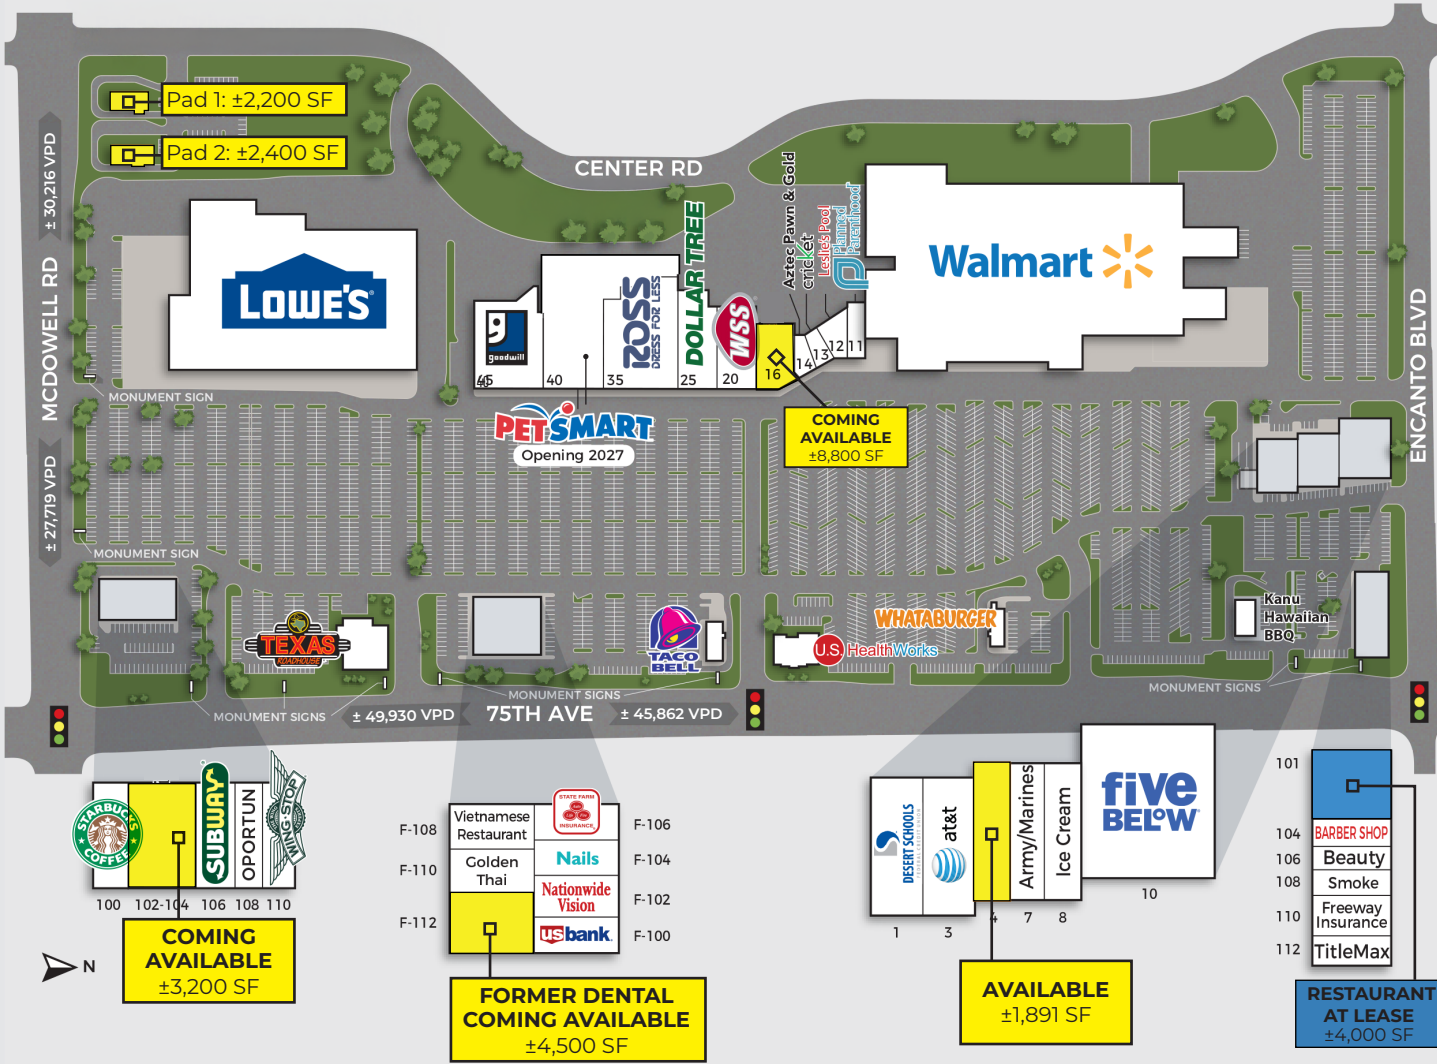 Pad 1: ±2,200 SF
Pad 2: ±2,400 SF
± 30,216 VPD
MCDOWELL RD
± 27,719 VPD
CENTER RD
ENCANTO BLVD
LOWE'S
goodwill
ROSS
DRESS FOR LESS
DOLLAR TREE
WSS
Aztec Pawn & Gold
cricket
Leslie's Pool
Planned
Parenthood
Walmart
45
40
35
25
20
16
14
13
12
11
PETSMART
Opening 2027
COMING
AVAILABLE
±8,800 SF
MONUMENT SIGN
MONUMENT SIGN
TEXAS
ROADHOUSE
TACO
BELL
U.S. HealthWorks
WHATABURGER
Kanu
Hawaiian
BBQ
MONUMENT SIGNS
MONUMENT SIGNS
MONUMENT SIGNS
± 49,930 VPD
75TH AVE
± 45,862 VPD
STARBUCKS
COFFEE
SUBWAY
OPORTUN
WING·STOP
100
102-104
106
108
110
COMING
AVAILABLE
±3,200 SF
N
F-108
Vietnamese
Restaurant
STATE FARM
INSURANCE
F-106
F-110
Golden
Thai
Nails
F-104
Nationwide
Vision
F-102
F-112
usbank.
F-100
FORMER DENTAL
COMING AVAILABLE
±4,500 SF
DESERT SCHOOLS
FEDERAL CREDIT UNION
at&t
Army/Marines
Ice Cream
five
BELOW
1
3
4
7
8
10
AVAILABLE
±1,891 SF
101
104
BARBER SHOP
106
Beauty
108
Smoke
110
Freeway
Insurance
112
TitleMax
RESTAURANT
AT LEASE
±4,000 SF